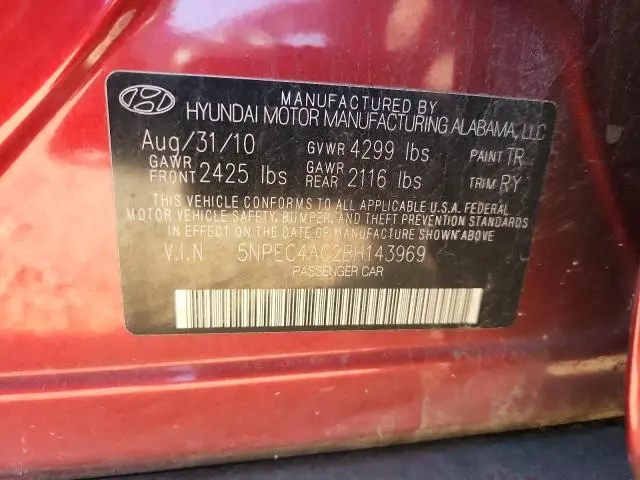 MANUFACTURED BY
HYUNDAI MOTOR MANUFACTURING ALABAMA, LLC
Aug/31/10 GVWR 4299 lbs PAINT TR
GAWR FRONT 2425 lbs GAWR REAR 2116 lbs TRIM RY
THIS VEHICLE CONFORMS TO ALL APPLICABLE U.S.A. FEDERAL
MOTOR VEHICLE SAFETY, BUMPER, AND THEFT PREVENTION STANDARDS
IN EFFECT ON THE DATE OF MANUFACTURE SHOWN ABOVE.
V.I.N 5NPEC4AC2BH143969
PASSENGER CAR